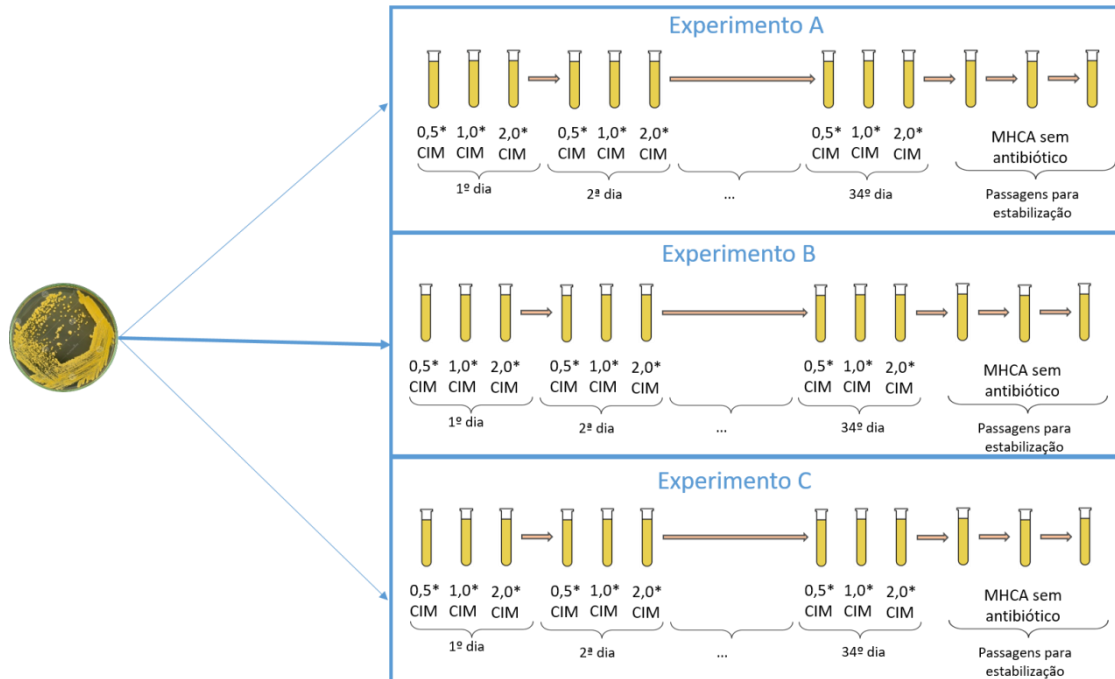 Experimento A
0,5* 1,0* 2,0* 0,5* 1,0* 2,0* 0,5* 1,0* 2,0*
CIM CIM CIM CIM CIM CIM CIM CIM CIM
MHCA sem
antibiótico
1º dia 2ª dia ... 34º dia
Passagens para
estabilização
Experimento B
0,5* 1,0* 2,0* 0,5* 1,0* 2,0* 0,5* 1,0* 2,0*
CIM CIM CIM CIM CIM CIM CIM CIM CIM
MHCA sem
antibiótico
1º dia 2ª dia ... 34º dia
Passagens para
estabilização
Experimento C
0,5* 1,0* 2,0* 0,5* 1,0* 2,0* 0,5* 1,0* 2,0*
CIM CIM CIM CIM CIM CIM CIM CIM CIM
MHCA sem
antibiótico
1º dia 2ª dia ... 34º dia
Passagens para
estabilização